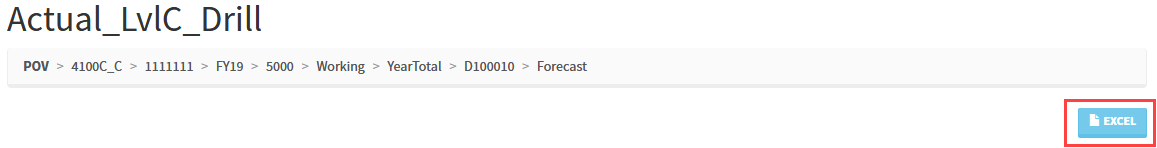 Actual_LvlC_Drill
POV > 4100C_C > 1111111 > FY19 > 5000 > Working > YearTotal > D100010 > Forecast
EXCEL